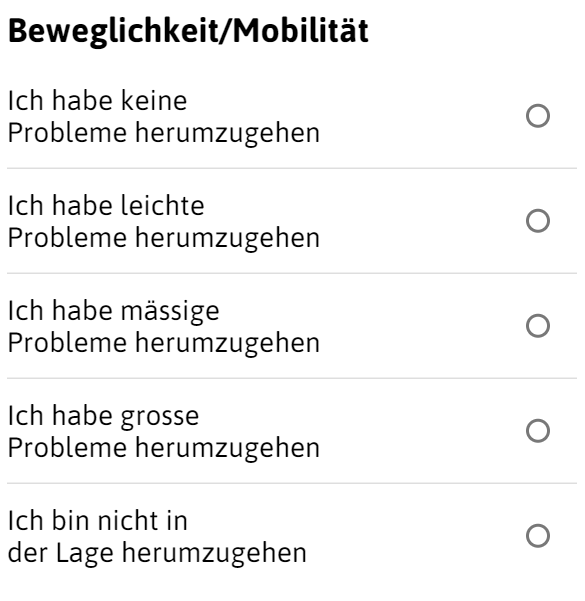 Beweglichkeit/Mobilität
Ich habe keine
Probleme herumzugehen
Ich habe leichte
Probleme herumzugehen
Ich habe mässige
Probleme herumzugehen
Ich habe grosse
Probleme herumzugehen
Ich bin nicht in
der Lage herumzugehen